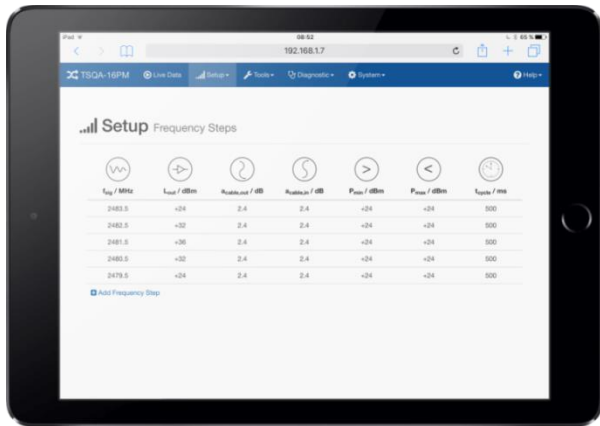 iPad
08:52
65 %
192.168.1.7
TSQA-16PM Live Data Setup Tools Diagnostic System Help
Setup Frequency Steps
> <
fsig / MHz Lout / dBm acable,out / dB acable,in / dB Pmin / dBm Pmax / dBm tcycle / ms
2483.5 +24 2.4 2.4 +24 +24 500
2482.5 +32 2.4 2.4 +24 +24 500
2481.5 +36 2.4 2.4 +24 +24 500
2480.5 +32 2.4 2.4 +24 +24 500
2479.5 +24 2.4 2.4 +24 +24 500
Add Frequency Step